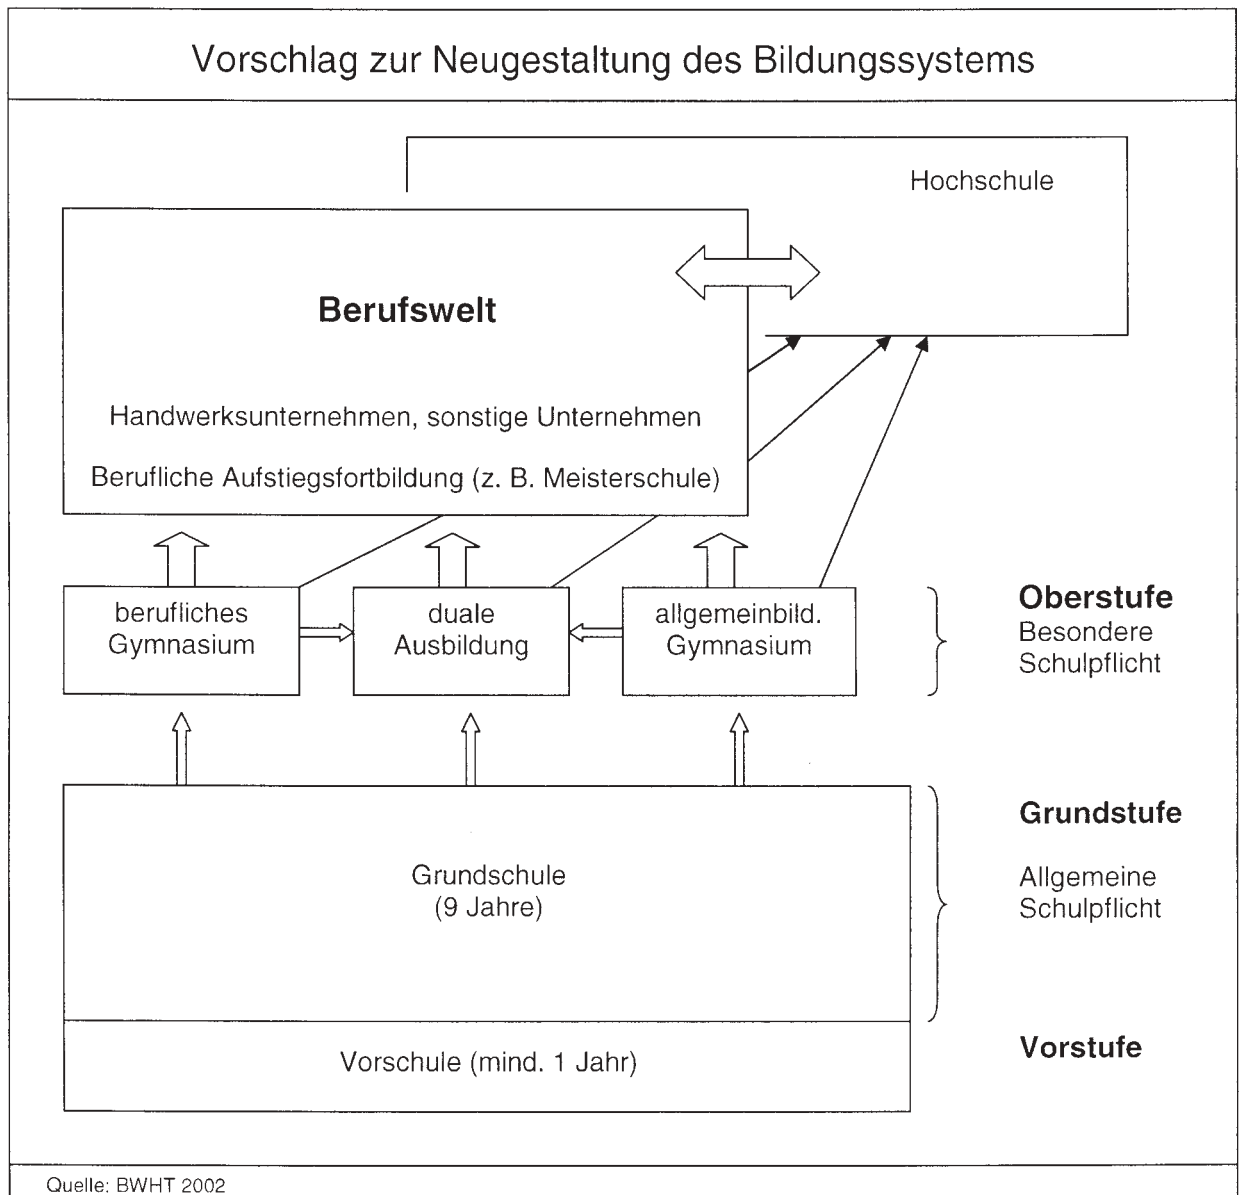 Vorschlag zur Neugestaltung des Bildungssystems
Hochschule
Berufswelt
Handwerksunternehmen, sonstige Unternehmen
Berufliche Aufstiegsfortbildung (z. B. Meisterschule)
berufliches
Gymnasium
duale
Ausbildung
allgemeinbild.
Gymnasium
Oberstufe
Besondere
Schulpflicht
Grundschule
(9 Jahre)
Grundstufe
Allgemeine
Schulpflicht
Vorschule (mind. 1 Jahr)
Vorstufe
Quelle: BWHT 2002